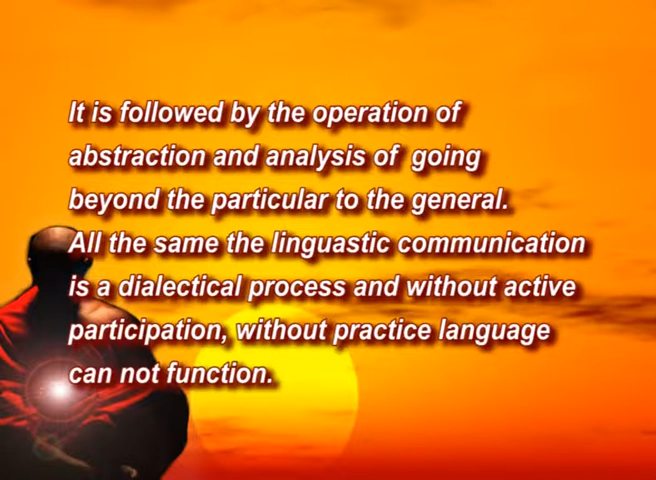 It is followed by the operation of
abstraction and analysis of going
beyond the particular to the general.
All the same the linguastic communication
is a dialectical process and without active
participation, without practice language
can not function.